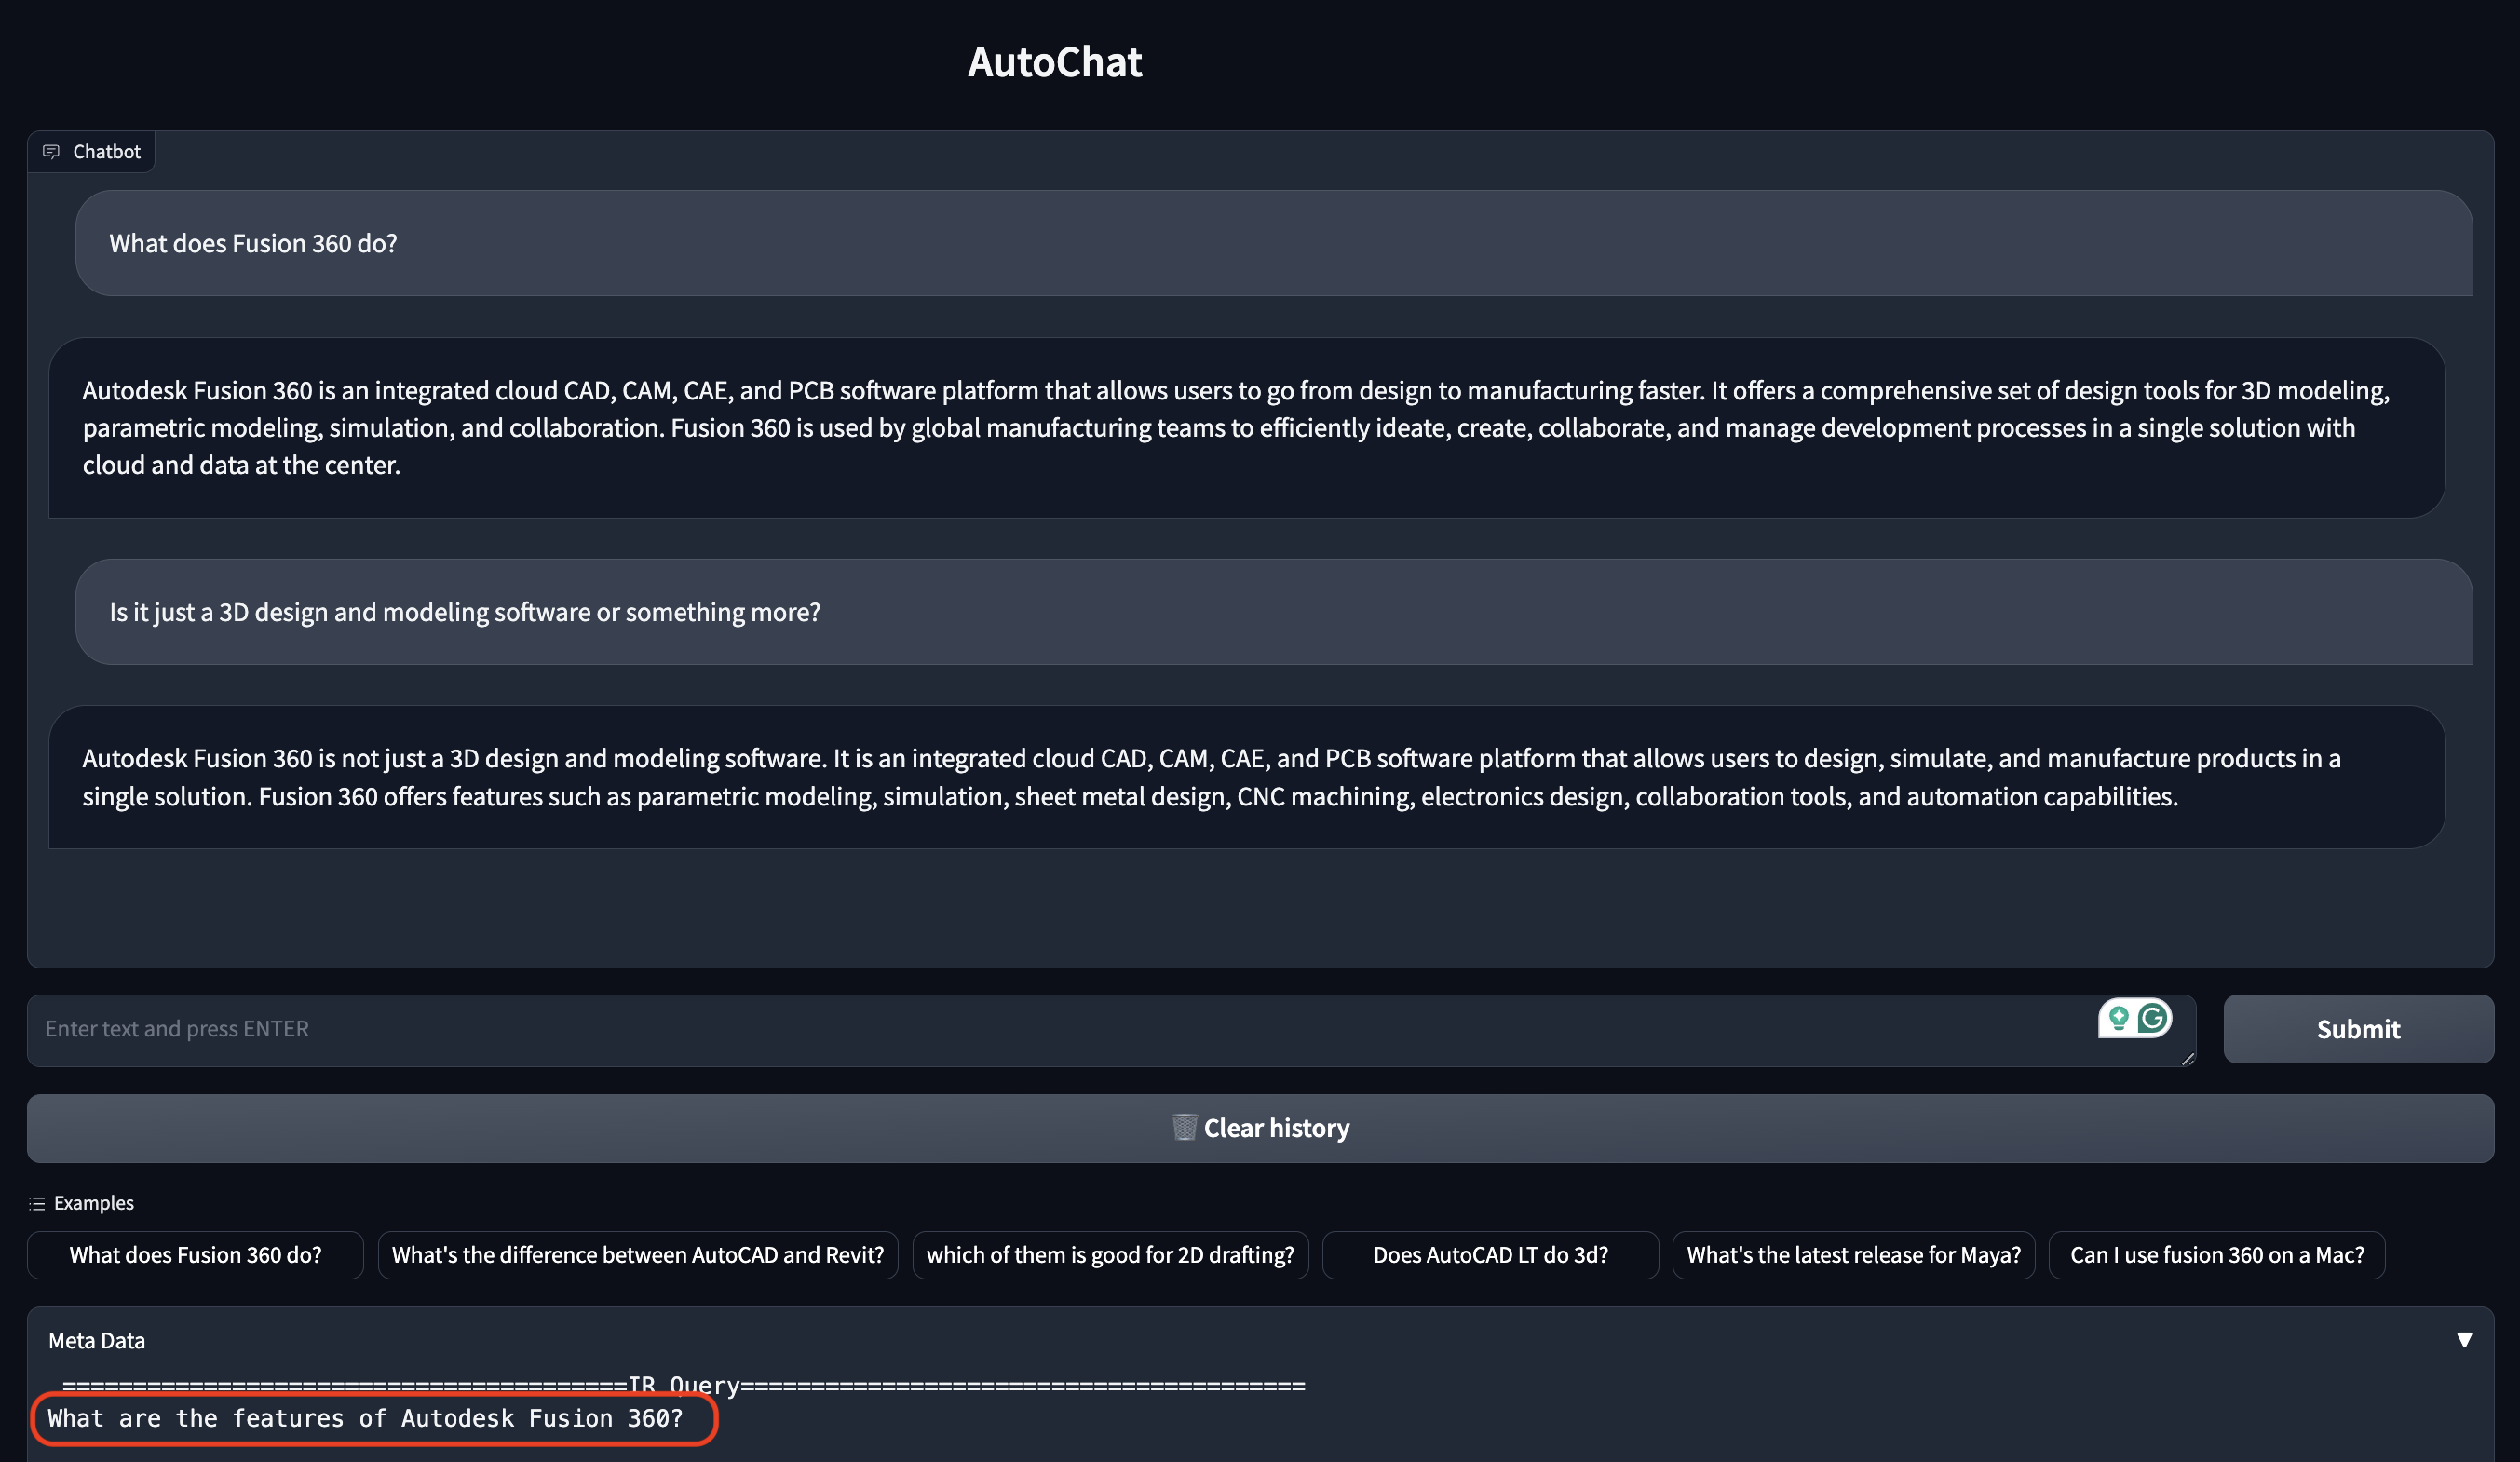 AutoChat
Chatbot
What does Fusion 360 do?
Autodesk Fusion 360 is an integrated cloud CAD, CAM, CAE, and PCB software platform that allows users to go from design to manufacturing faster. It offers a comprehensive set of design tools for 3D modeling,
parametric modeling, simulation, and collaboration. Fusion 360 is used by global manufacturing teams to efficiently ideate, create, collaborate, and manage development processes in a single solution with
cloud and data at the center.
Is it just a 3D design and modeling software or something more?
Autodesk Fusion 360 is not just a 3D design and modeling software. It is an integrated cloud CAD, CAM, CAE, and PCB software platform that allows users to design, simulate, and manufacture products in a
single solution. Fusion 360 offers features such as parametric modeling, simulation, sheet metal design, CNC machining, electronics design, collaboration tools, and automation capabilities.
Enter text and press ENTER
Submit
Clear history
Examples
What does Fusion 360 do?
What's the difference between AutoCAD and Revit?
which of them is good for 2D drafting?
Does AutoCAD LT do 3d?
What's the latest release for Maya?
Can I use fusion 360 on a Mac?
Meta Data
========================================IR Query========================================
What are the features of Autodesk Fusion 360?